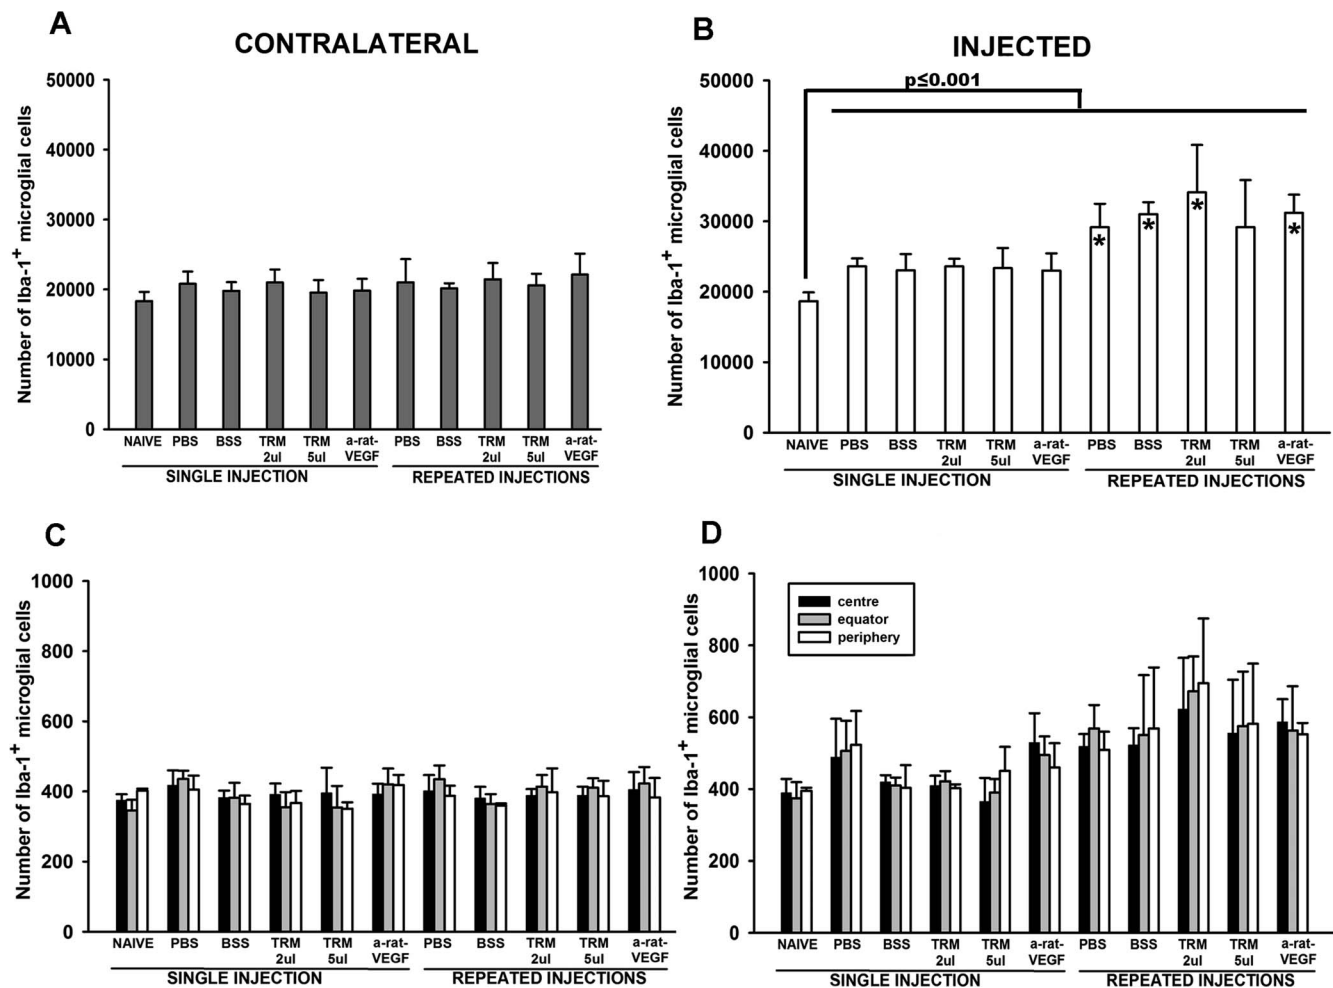 A
CONTRALATERAL
Number of Iba-1+ microglial cells
50000
40000
30000
20000
10000
0
NAIVE PBS BSS TRM 2ul TRM 5ul a-rat-VEGF PBS BSS TRM 2ul TRM 5ul a-rat-VEGF
SINGLE INJECTION REPEATED INJECTIONS
B
INJECTED
Number of Iba-1+ microglial cells
50000
40000
30000
20000
10000
0
p≤0.001
* * * *
NAIVE PBS BSS TRM 2ul TRM 5ul a-rat-VEGF PBS BSS TRM 2ul TRM 5ul a-rat-VEGF
SINGLE INJECTION REPEATED INJECTIONS
C
Number of Iba-1+ microglial cells
1000
800
600
400
200
0
NAIVE PBS BSS TRM 2ul TRM 5ul a-rat-VEGF PBS BSS TRM 2ul TRM 5ul a-rat-VEGF
SINGLE INJECTION REPEATED INJECTIONS
D
Number of Iba-1+ microglial cells
1000
800
600
400
200
0
centre
equator
periphery
NAIVE PBS BSS TRM 2ul TRM 5ul a-rat-VEGF PBS BSS TRM 2ul TRM 5ul a-rat-VEGF
SINGLE INJECTION REPEATED INJECTIONS